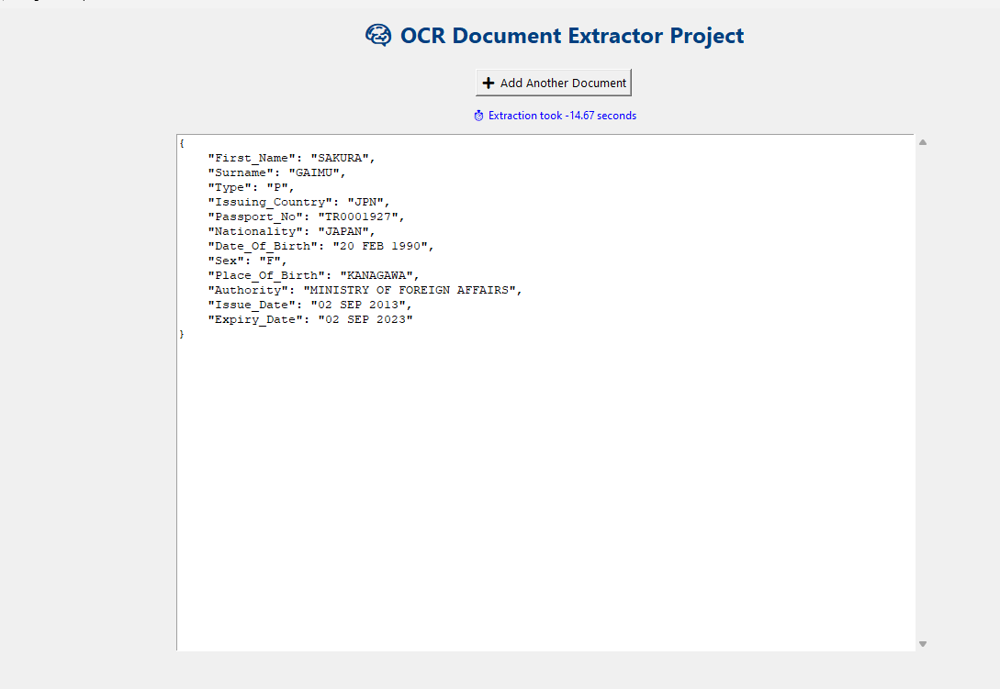 OCR Document Extractor Project
+ Add Another Document
Extraction took -14.67 seconds
{
    "First_Name": "SAKURA",
    "Surname": "GAIMU",
    "Type": "P",
    "Issuing_Country": "JPN",
    "Passport_No": "TR0001927",
    "Nationality": "JAPAN",
    "Date_Of_Birth": "20 FEB 1990",
    "Sex": "F",
    "Place_Of_Birth": "KANAGAWA",
    "Authority": "MINISTRY OF FOREIGN AFFAIRS",
    "Issue_Date": "02 SEP 2013",
    "Expiry_Date": "02 SEP 2023"
}